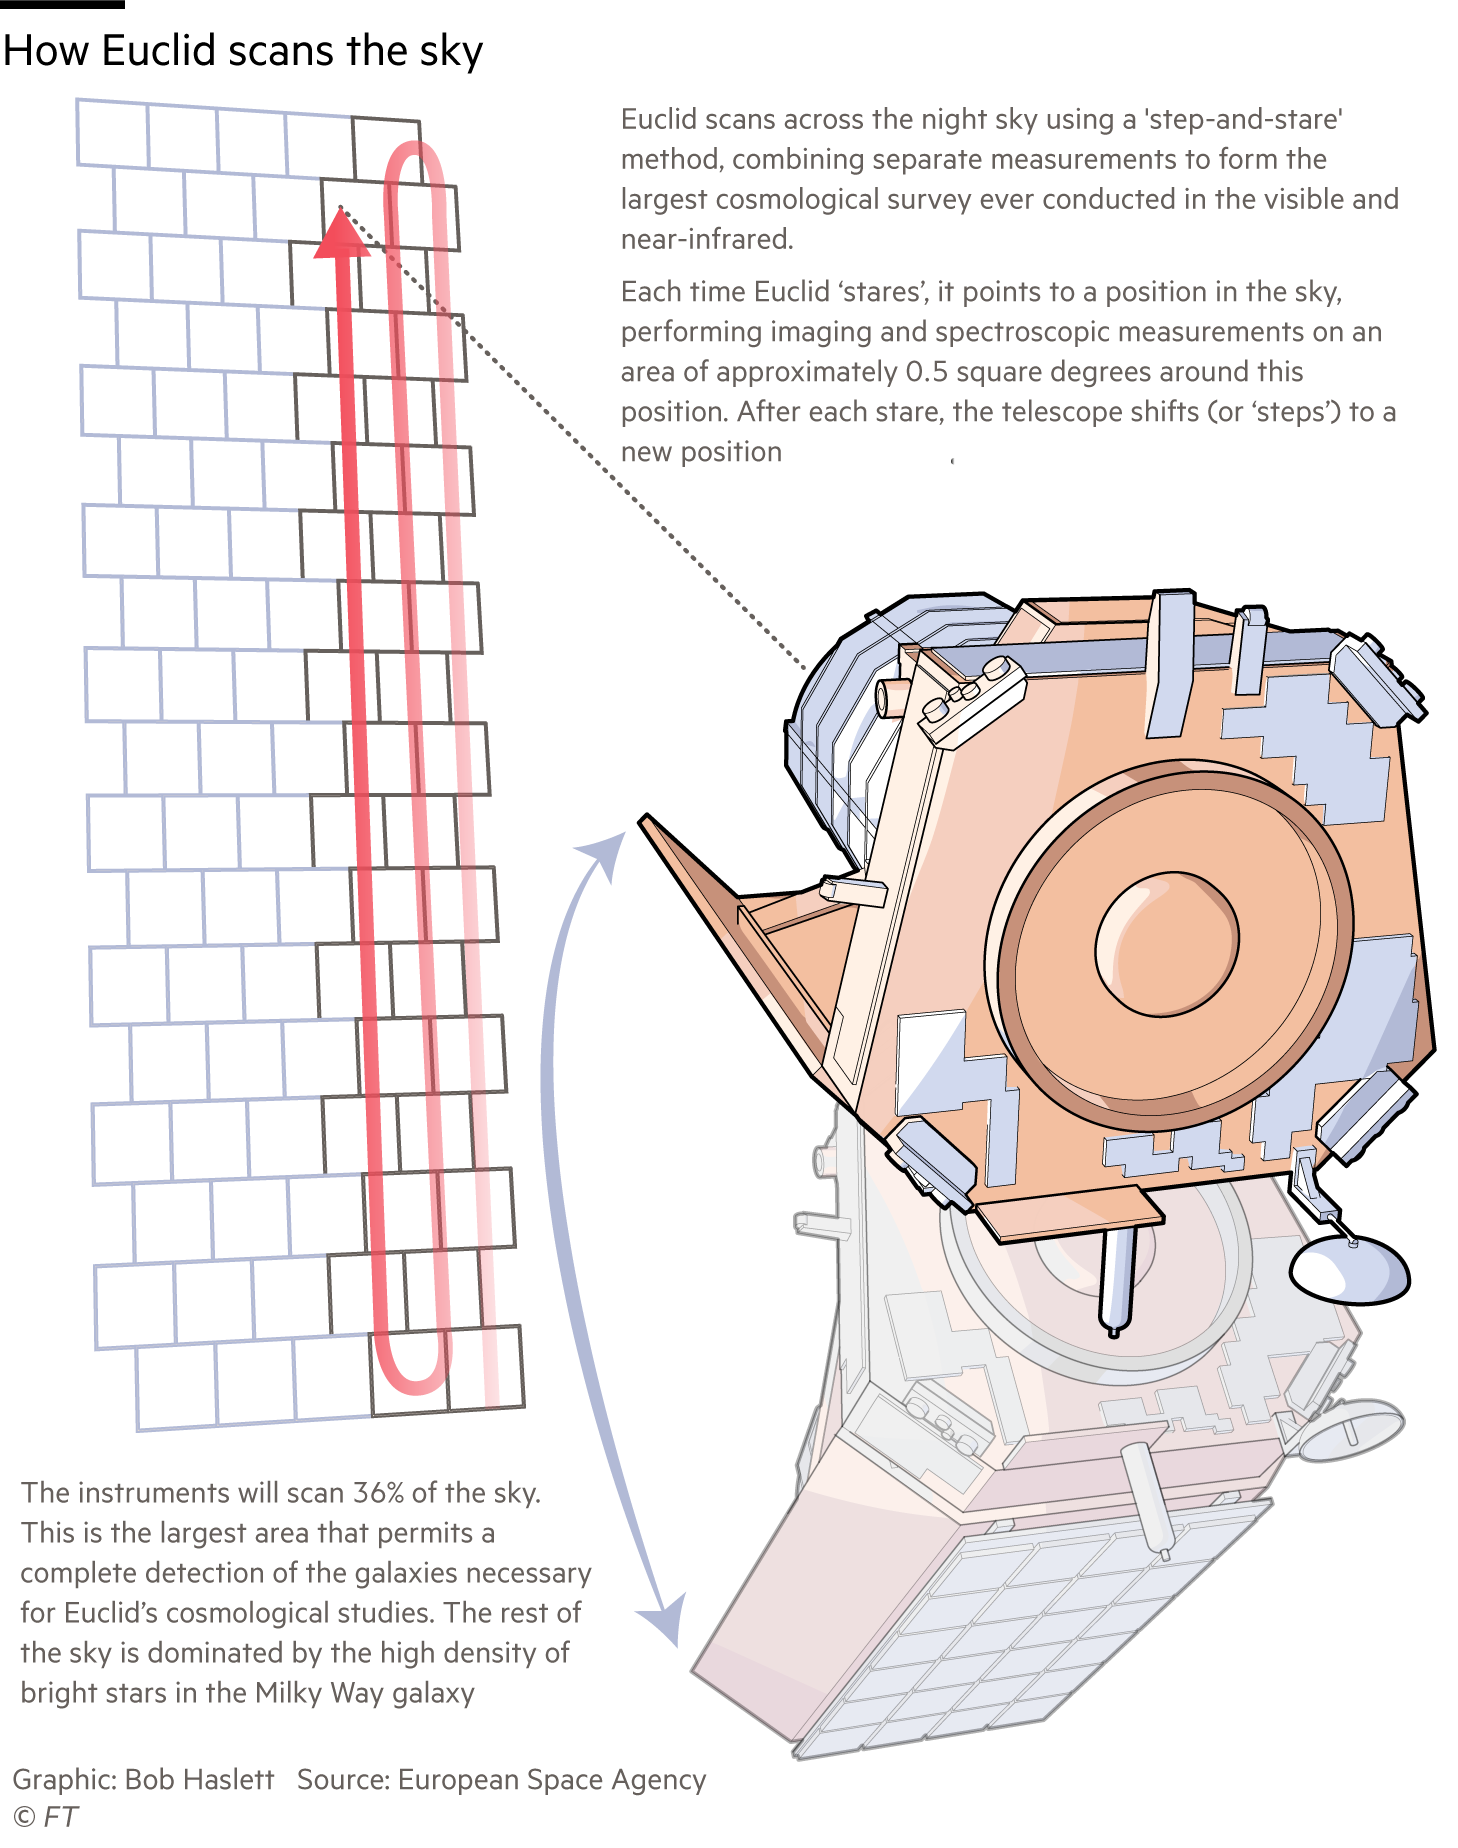 How Euclid scans the sky
Euclid scans across the night sky using a 'step-and-stare'
method, combining separate measurements to form the
largest cosmological survey ever conducted in the visible and
near-infrared.
Each time Euclid ‘stares’, it points to a position in the sky,
performing imaging and spectroscopic measurements on an
area of approximately 0.5 square degrees around this
position. After each stare, the telescope shifts (or ‘steps’) to a
new position
The instruments will scan 36% of the sky.
This is the largest area that permits a
complete detection of the galaxies necessary
for Euclid’s cosmological studies. The rest of
the sky is dominated by the high density of
bright stars in the Milky Way galaxy
Graphic: Bob Haslett Source: European Space Agency
© FT